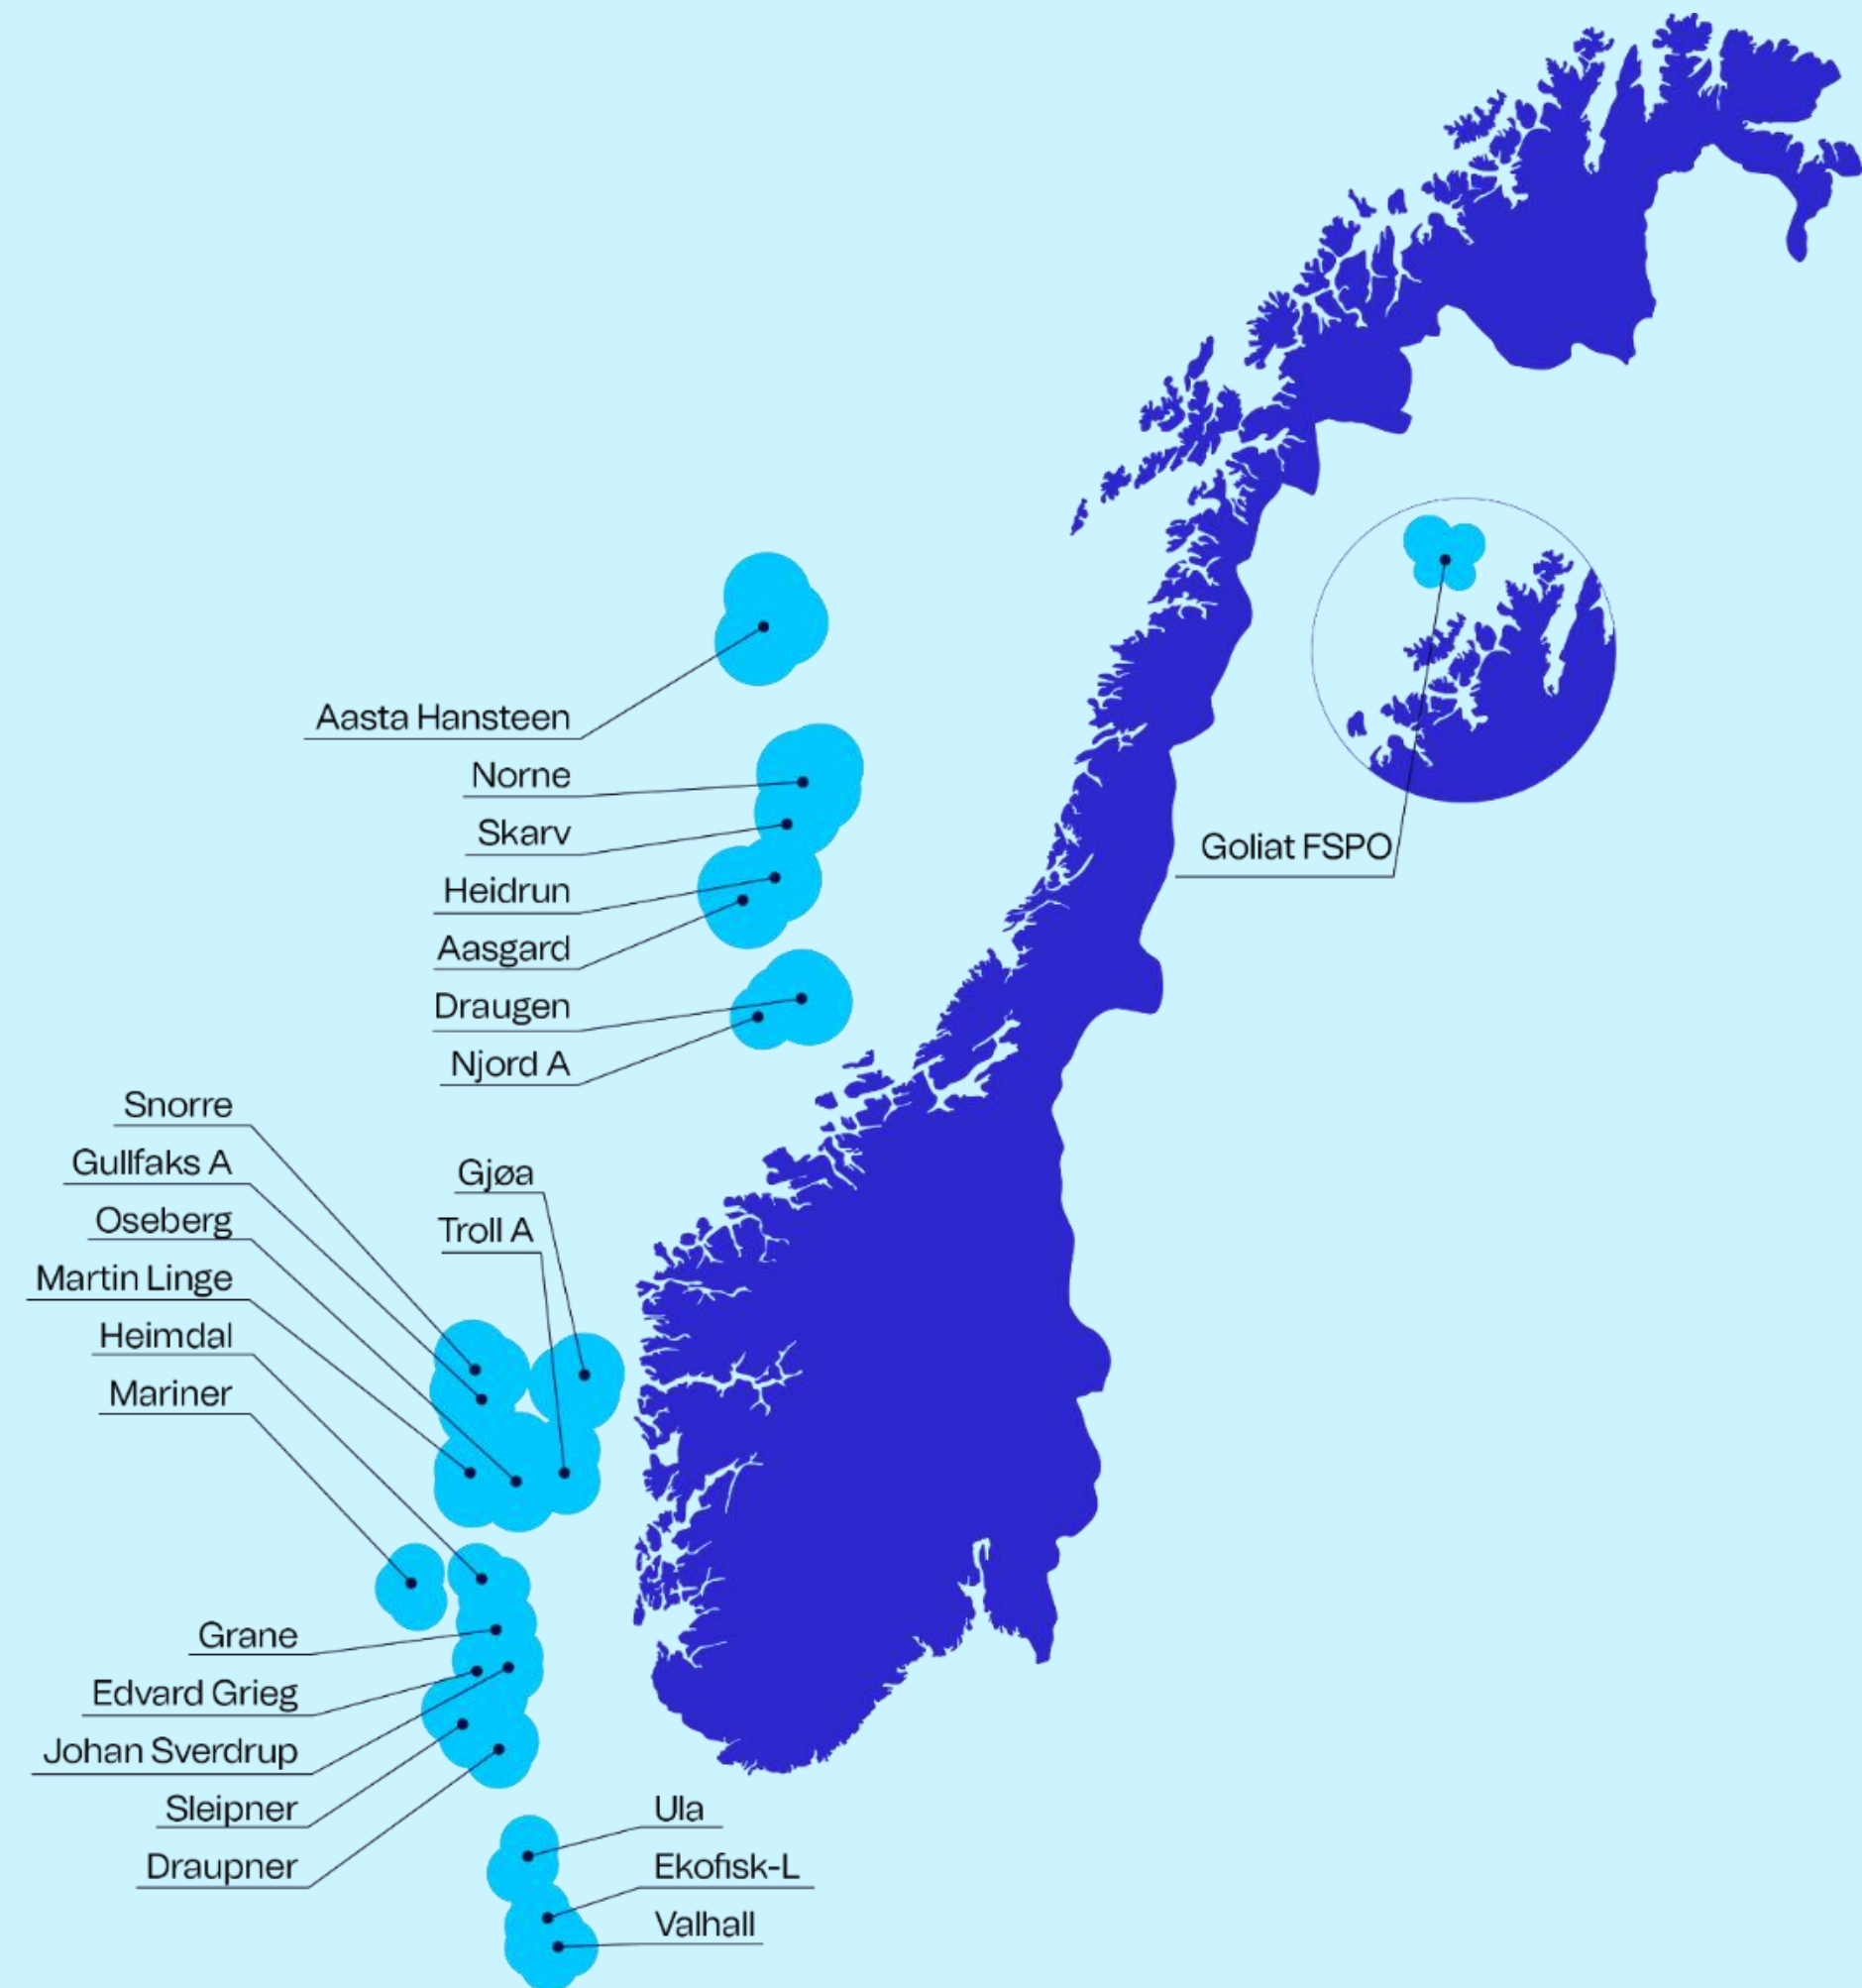 Aasta Hansteen
Norne
Skarv
Goliat FSPO
Heidrun
Aasgard
Draugen
Njord A
Snorre
Gullfaks A
Gjøa
Oseberg
Troll A
Martin Linge
Heimdal
Mariner
Grane
Edvard Grieg
Johan Sverdrup
Sleipner
Draupner
Ula
Ekofisk-L
Valhall